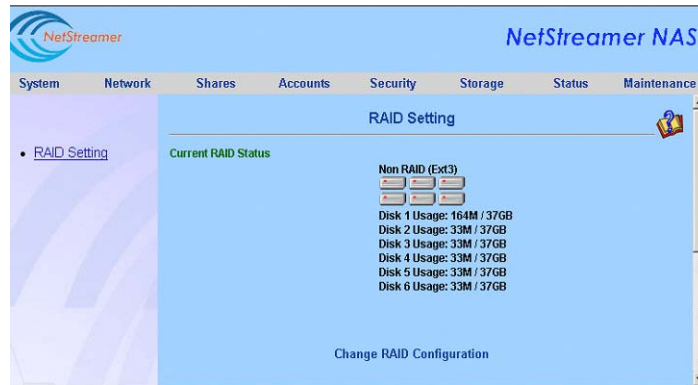 NetStreamer
NetStreamer NAS
System Network Shares Accounts Security Storage Status Maintenance
RAID Setting
RAID Setting
Current RAID Status
Non RAID (Ext3)
Disk 1 Usage: 164M / 37GB
Disk 2 Usage: 33M / 37GB
Disk 3 Usage: 33M / 37GB
Disk 4 Usage: 33M / 37GB
Disk 5 Usage: 33M / 37GB
Disk 6 Usage: 33M / 37GB
Change RAID Configuration